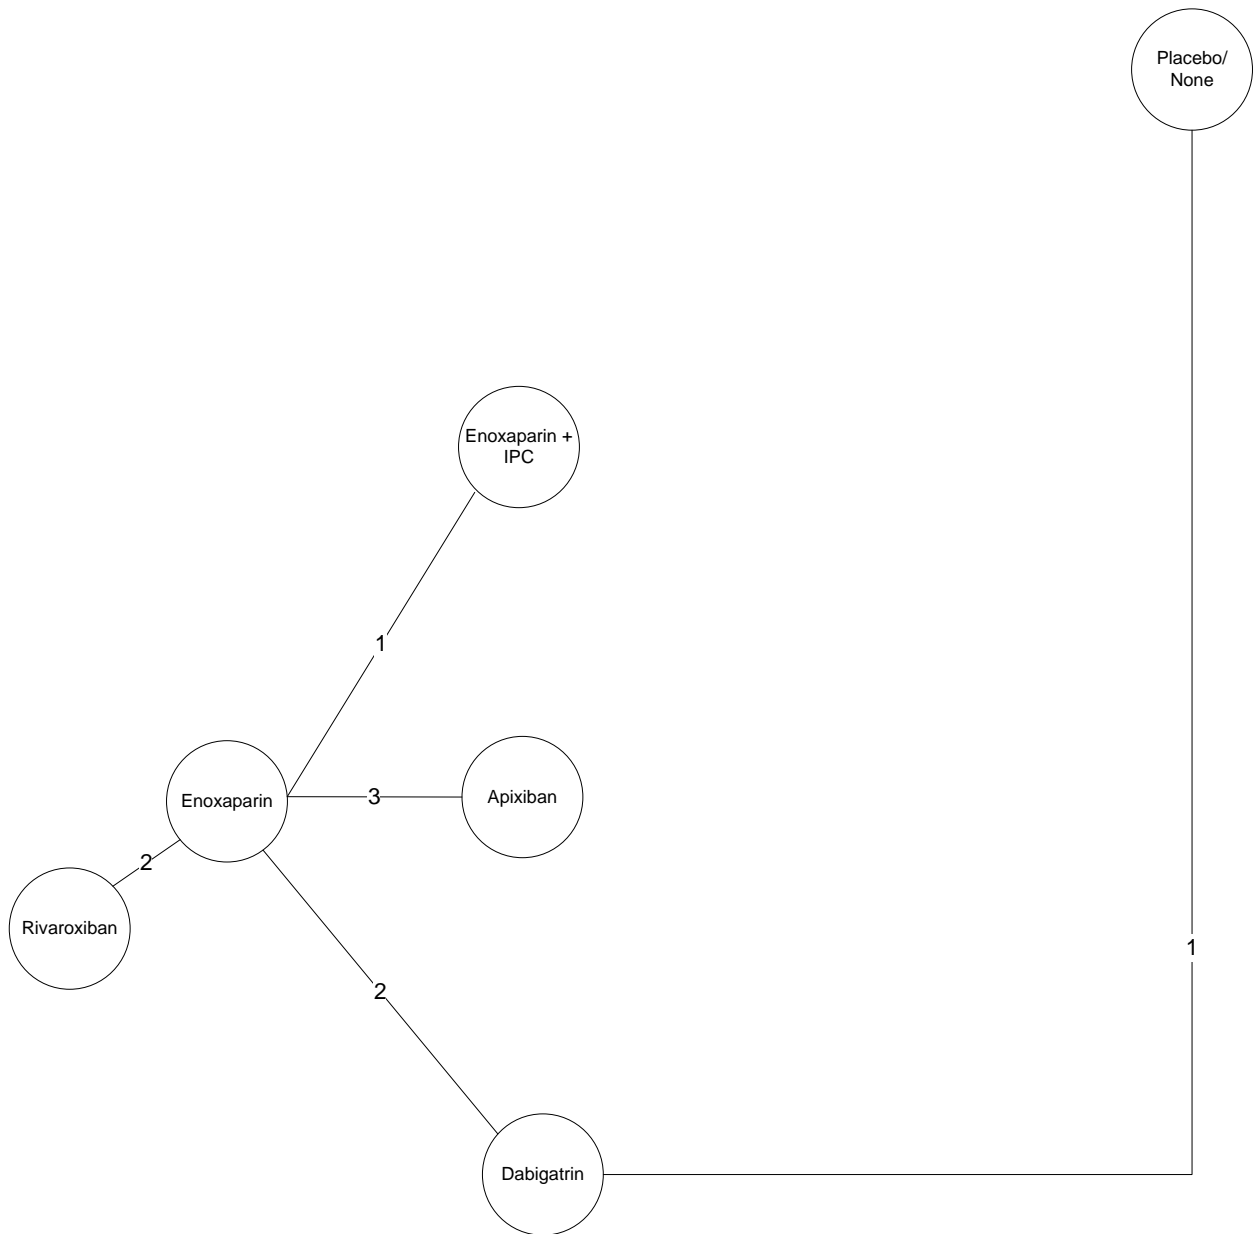 Placebo/
None
Enoxaparin +
IPC
1
Enoxaparin
3
Apixiban
2
Rivaroxiban
1
2
Dabigatrin